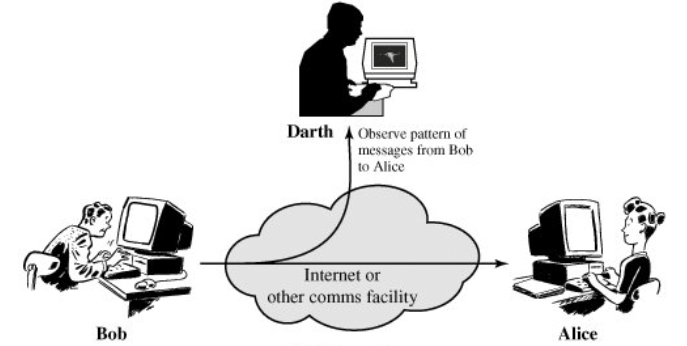 Darth
Observe pattern of
messages from Bob
to Alice
Internet or
other comms facility
Bob
Alice